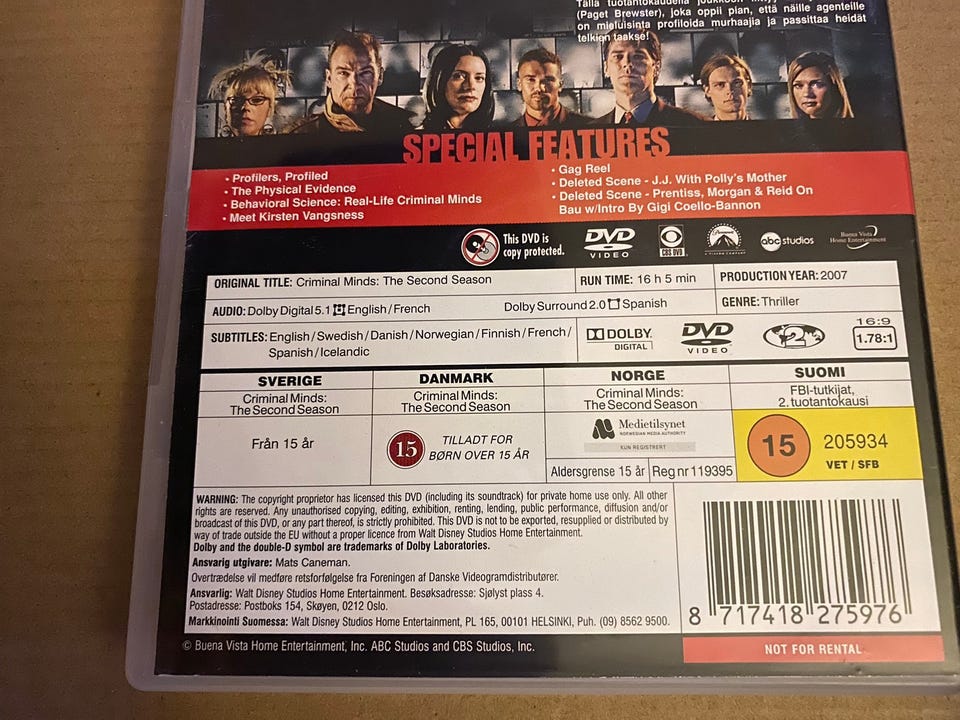 Tällä tuotantokaudella joukkoon
(Paget Brewster), joka oppii pian, että näille agenteille
on mieluisinta profiloida murhaajia ja passittaa heidät
telkien taakse!
SPECIAL FEATURES
• Profilers, Profiled
• The Physical Evidence
• Behavioral Science: Real-Life Criminal Minds
• Meet Kirsten Vangsness
• Gag Reel
• Deleted Scene - J.J. With Polly's Mother
• Deleted Scene - Prentiss, Morgan & Reid On
Bau w/Intro By Gigi Coello-Bannon
This DVD is
copy protected.
DVD
VIDEO
CBS DVD
Paramount
abc studios
Buena Vista
Home Entertainment
ORIGINAL TITLE: Criminal Minds: The Second Season
RUN TIME: 16 h 5 min
PRODUCTION YEAR: 2007
AUDIO: Dolby Digital 5.1 English/French
Dolby Surround 2.0 Spanish
GENRE: Thriller
SUBTITLES: English/Swedish/Danish/Norwegian/Finnish/French/
Spanish/Icelandic
DOLBY
DIGITAL
DVD
VIDEO
2
16:9
1.78:1
SVERIGE
Criminal Minds:
The Second Season
Från 15 år
DANMARK
Criminal Minds:
The Second Season
15
TILLADT FOR
BØRN OVER 15 ÅR
NORGE
Criminal Minds:
The Second Season
Medietilsynet
NORWEGIAN MEDIA AUTHORITY
KUN REGISTRERT
Aldersgrense 15 år
Reg nr 119395
SUOMI
FBI-tutkijat,
2. tuotantokausi
15
205934
VET / SFB
WARNING: The copyright proprietor has licensed this DVD (including its soundtrack) for private home use only. All other
rights are reserved. Any unauthorised copying, editing, exhibition, renting, lending, public performance, diffusion and/or
broadcast of this DVD, or any part thereof, is strictly prohibited. This DVD is not to be exported, resupplied or distributed by
way of trade outside the EU without a proper licence from Walt Disney Studios Home Entertainment.
Dolby and the double-D symbol are trademarks of Dolby Laboratories.
Ansvarig utgivare: Mats Caneman.
Overtrædelse vil medføre retsforfølgelse fra Foreningen af Danske Videogramdistributører.
Ansvarlig: Walt Disney Studios Home Entertainment. Besøksadresse: Sjølyst plass 4.
Postadresse: Postboks 154, Skøyen, 0212 Oslo.
Markkinointi Suomessa: Walt Disney Studios Home Entertainment, PL 165, 00101 HELSINKI, Puh. (09) 8562 9500.
8 717418 275976
NOT FOR RENTAL
© Buena Vista Home Entertainment, Inc. ABC Studios and CBS Studios, Inc.